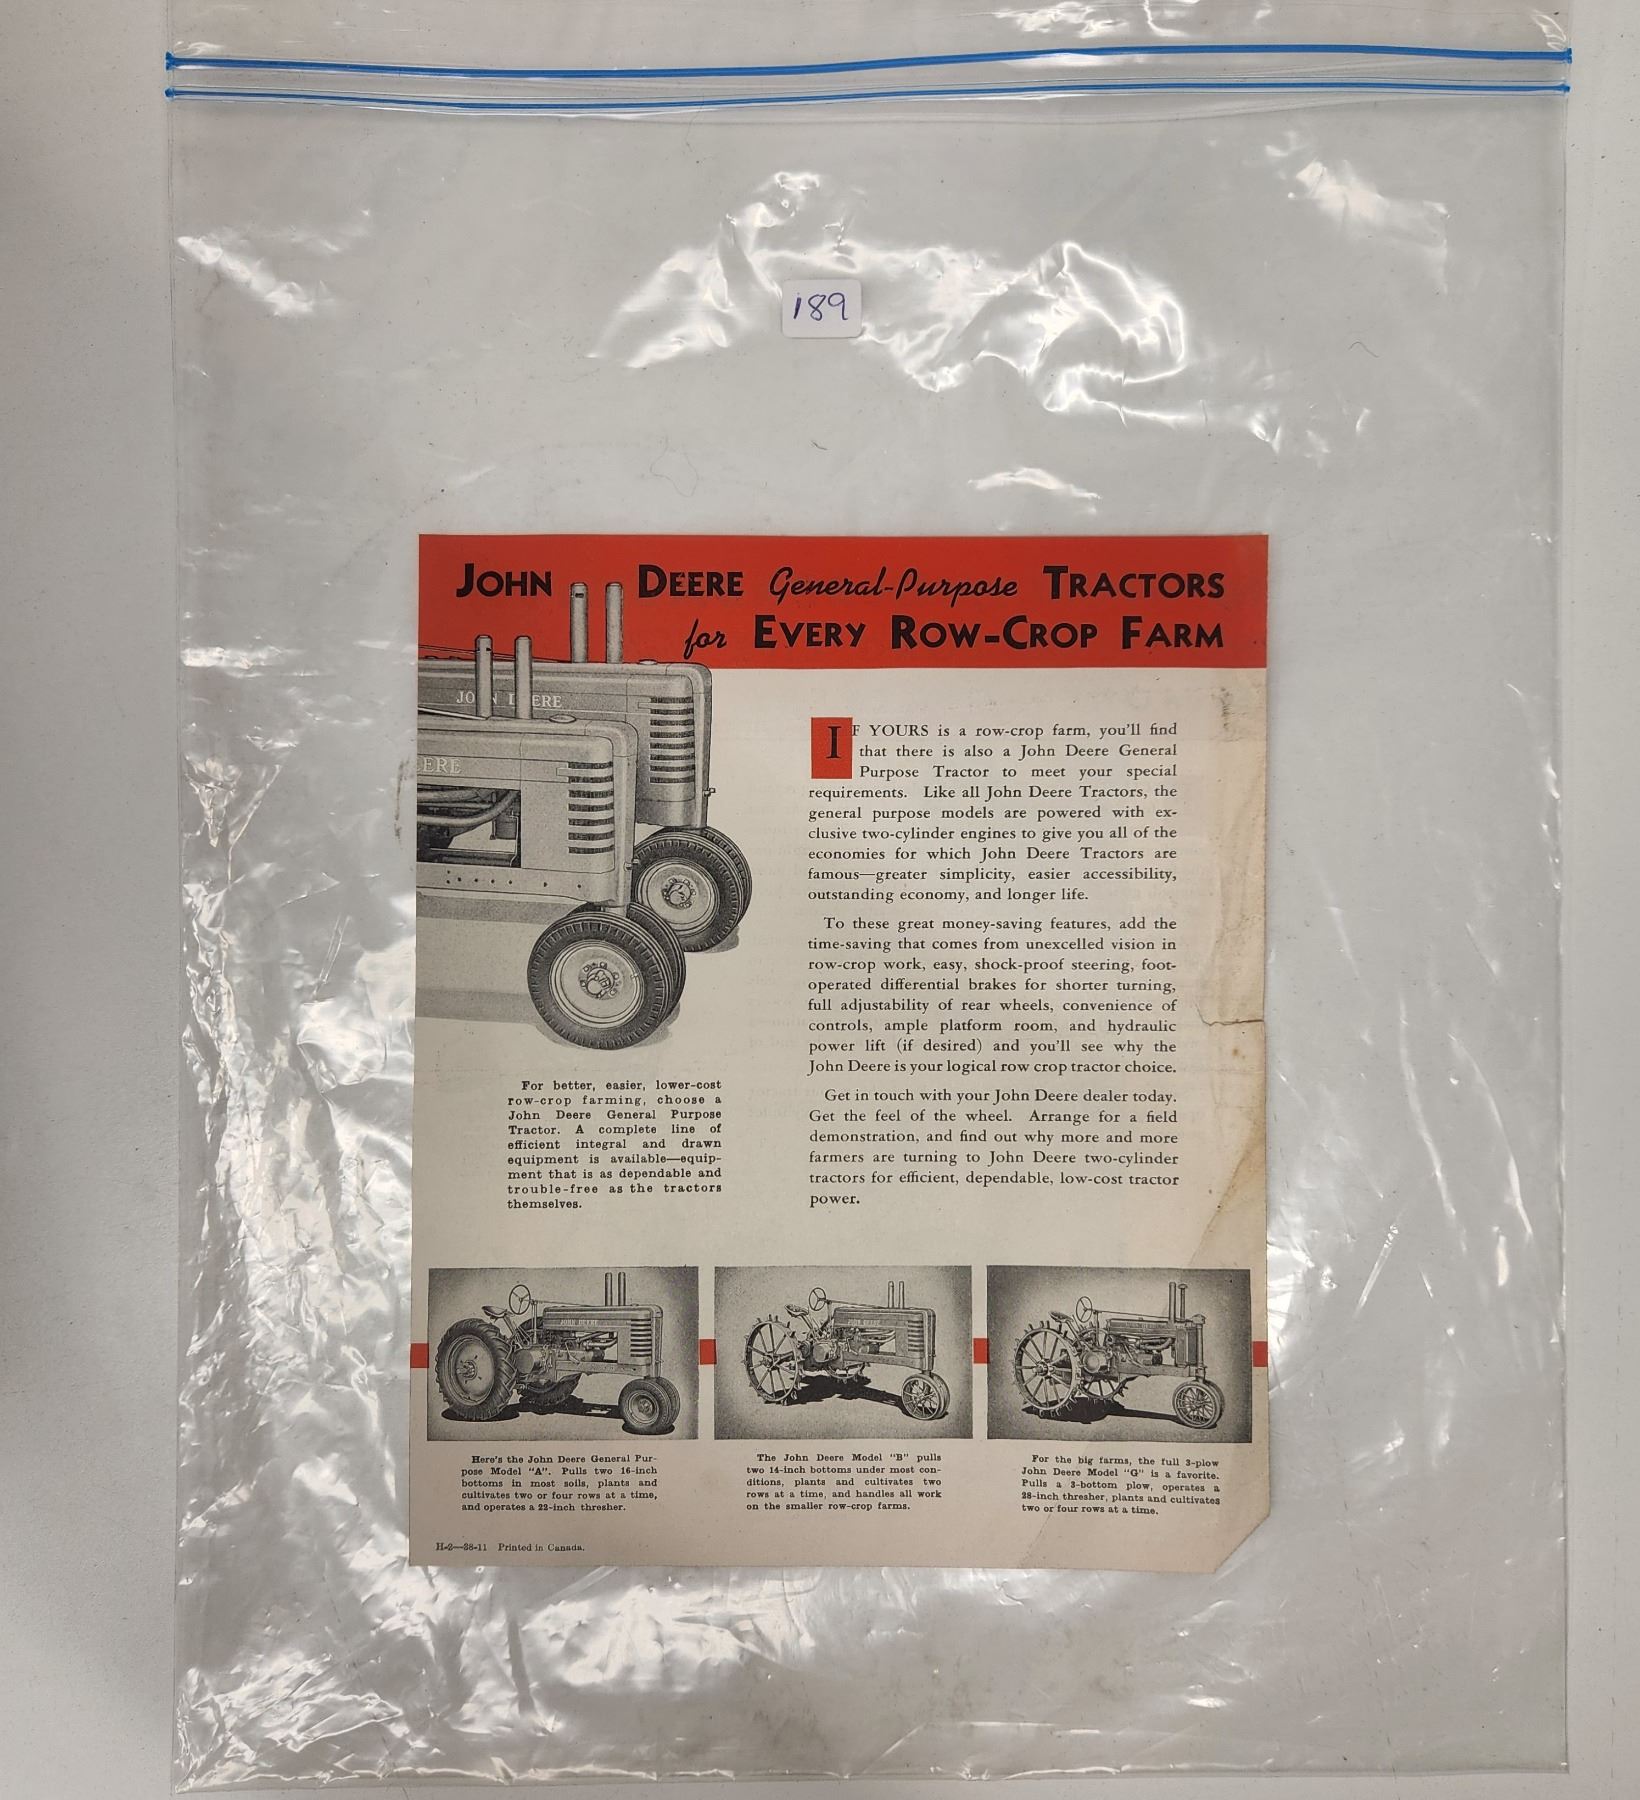 189
JOHN DEERE General-Purpose TRACTORS
for EVERY ROW-CROP FARM
JOHN DEERE
ERE
IF YOURS is a row-crop farm, you'll find
that there is also a John Deere General
Purpose Tractor to meet your special
requirements. Like all John Deere Tractors, the
general purpose models are powered with ex-
clusive two-cylinder engines to give you all of the
economies for which John Deere Tractors are
famous—greater simplicity, easier accessibility,
outstanding economy, and longer life.
To these great money-saving features, add the
time-saving that comes from unexcelled vision in
row-crop work, easy, shock-proof steering, foot-
operated differential brakes for shorter turning,
full adjustability of rear wheels, convenience of
controls, ample platform room, and hydraulic
power lift (if desired) and you'll see why the
John Deere is your logical row crop tractor choice.
Get in touch with your John Deere dealer today.
Get the feel of the wheel. Arrange for a field
demonstration, and find out why more and more
farmers are turning to John Deere two-cylinder
tractors for efficient, dependable, low-cost tractor
power.
For better, easier, lower-cost
row-crop farming, choose a
John Deere General Purpose
Tractor. A complete line of
efficient integral and drawn
equipment is available—equip-
ment that is as dependable and
trouble-free as the tractors
themselves.
JOHN DEERE
JOHN DEERE
Here's the John Deere General Pur-
pose Model "A". Pulls two 16-inch
bottoms in most soils, plants and
cultivates two or four rows at a time,
and operates a 22-inch thresher.
The John Deere Model "B" pulls
two 14-inch bottoms under most con-
ditions, plants and cultivates two
rows at a time, and handles all work
on the smaller row-crop farms.
For the big farms, the full 3-plow
John Deere Model "G" is a favorite.
Pulls a 3-bottom plow, operates a
28-inch thresher, plants and cultivates
two or four rows at a time.
H-2—38-11 Printed in Canada.